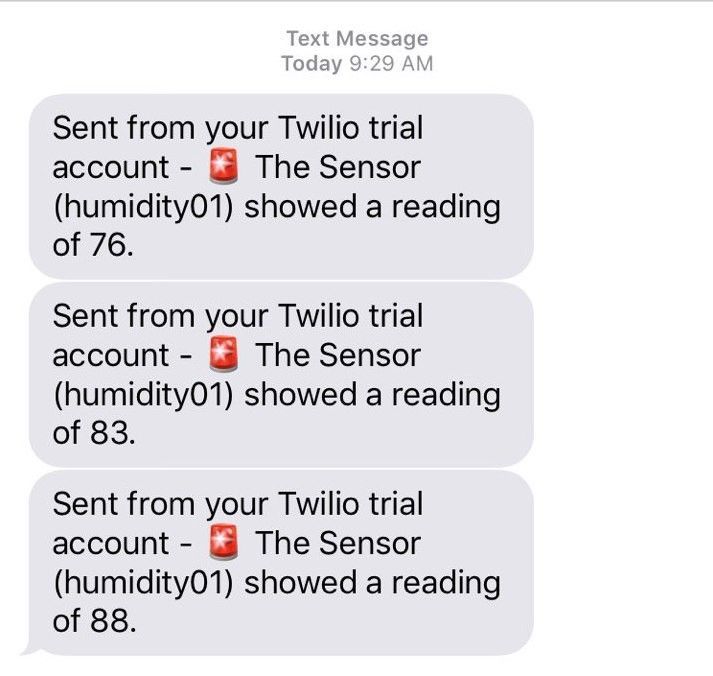 Text Message
Today 9:29 AM
Sent from your Twilio trial
account - 🚨 The Sensor
(humidity01) showed a reading
of 76.
Sent from your Twilio trial
account - 🚨 The Sensor
(humidity01) showed a reading
of 83.
Sent from your Twilio trial
account - 🚨 The Sensor
(humidity01) showed a reading
of 88.